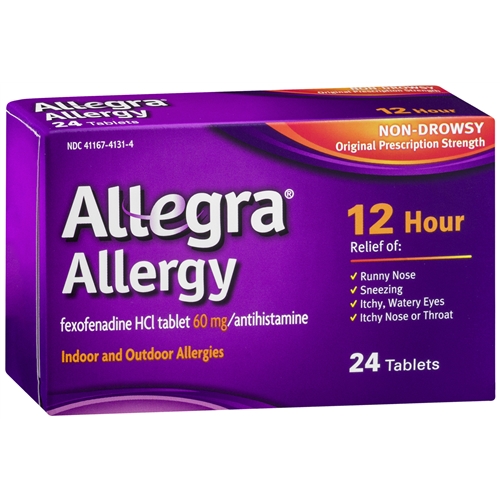 Allegra®
Allergy
24 Tablets
12 Hour
NON-DROWSY
Original Prescription Strength
NDC 41167-4131-4
Allegra®
Allergy
fexofenadine HCl tablet 60 mg/antihistamine
Indoor and Outdoor Allergies
12 Hour
Relief of:
✓ Runny Nose
✓ Sneezing
✓ Itchy, Watery Eyes
✓ Itchy Nose or Throat
24 Tablets